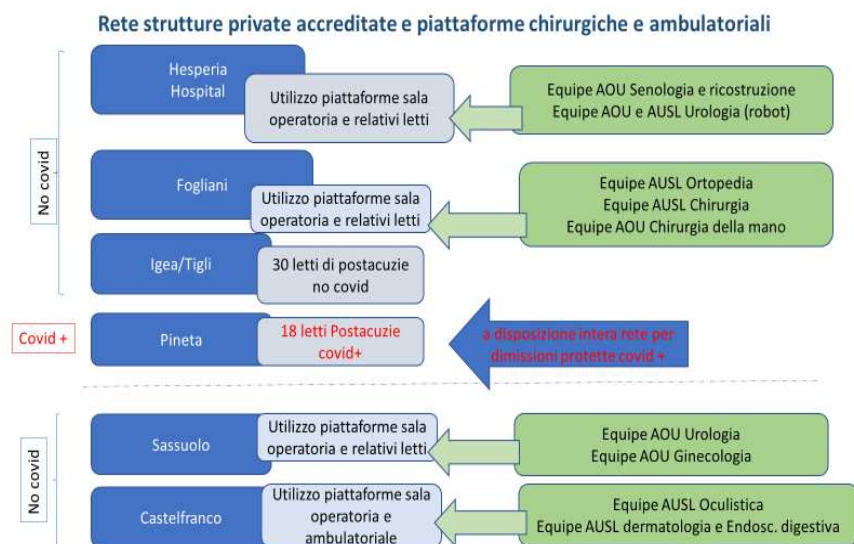 Rete strutture private accreditate e piattaforme chirurgiche e ambulatoriali
No covid
Hesperia
Hospital
Utilizzo piattaforme sala
operatoria e relativi letti
Equipe AOU Senologia e ricostruzione
Equipe AOU e AUSL Urologia (robot)
Fogliani
Utilizzo piattaforme sala
operatoria e relativi letti
Equipe AUSL Ortopedia
Equipe AUSL Chirurgia
Equipe AOU Chirurgia della mano
Igea/Tigli
30 letti di postacuzie
no covid
Covid +
Pineta
18 letti Postacuzie
covid+
a disposizione intera rete per
dimissioni protette covid +
No covid
Sassuolo
Utilizzo piattaforme sala
operatoria e relativi letti
Equipe AOU Urologia
Equipe AOU Ginecologia
Castelfranco
Utilizzo piattaforme sala
operatoria e
ambulatoriale
Equipe AUSL Oculistica
Equipe AUSL dermatologia e Endosc. digestiva